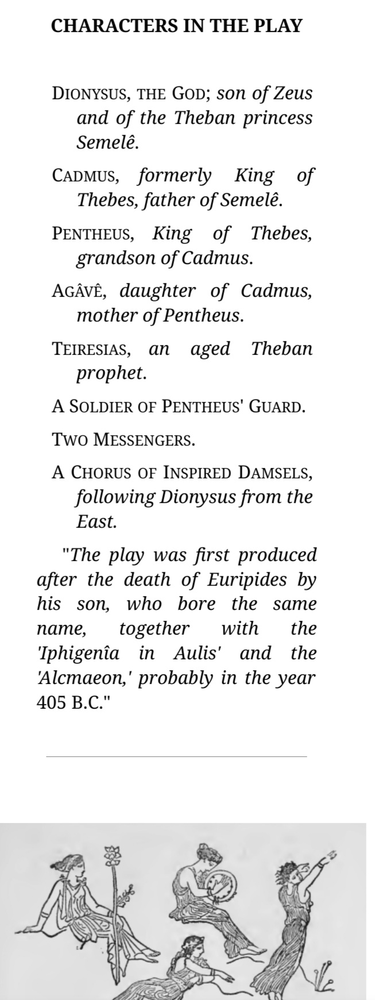 CHARACTERS IN THE PLAY
DIONYSUS, THE GOD; son of Zeus
and of the Theban princess
Semelê.
CADMUS, formerly King of
Thebes, father of Semelê.
PENTHEUS, King of Thebes,
grandson of Cadmus.
AGÂVÊ, daughter of Cadmus,
mother of Pentheus.
TEIRESIAS, an aged Theban
prophet.
A SOLDIER OF PENTHEUS' GUARD.
TWO MESSENGERS.
A CHORUS OF INSPIRED DAMSELS,
following Dionysus from the
East.
"The play was first produced
after the death of Euripides by
his son, who bore the same
name, together with the
'Iphigenîa in Aulis' and the
'Alcmaeon,' probably in the year
405 B.C."